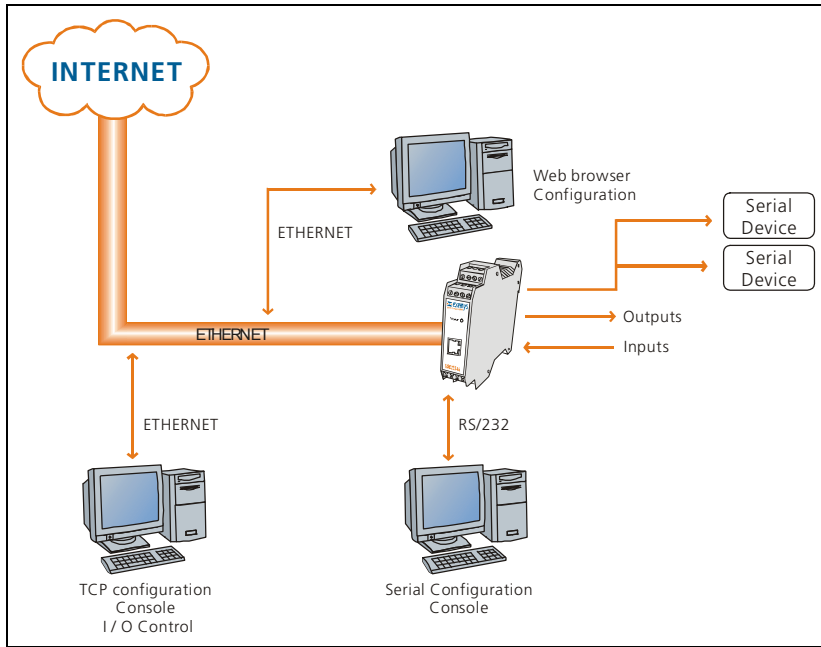 INTERNET
Web browser
Configuration
Serial
Device
Serial
Device
ETHERNET
ETHERNET
Outputs
Inputs
ETHERNET
RS/232
TCP configuration
Console
I / O Control
Serial Configuration
Console